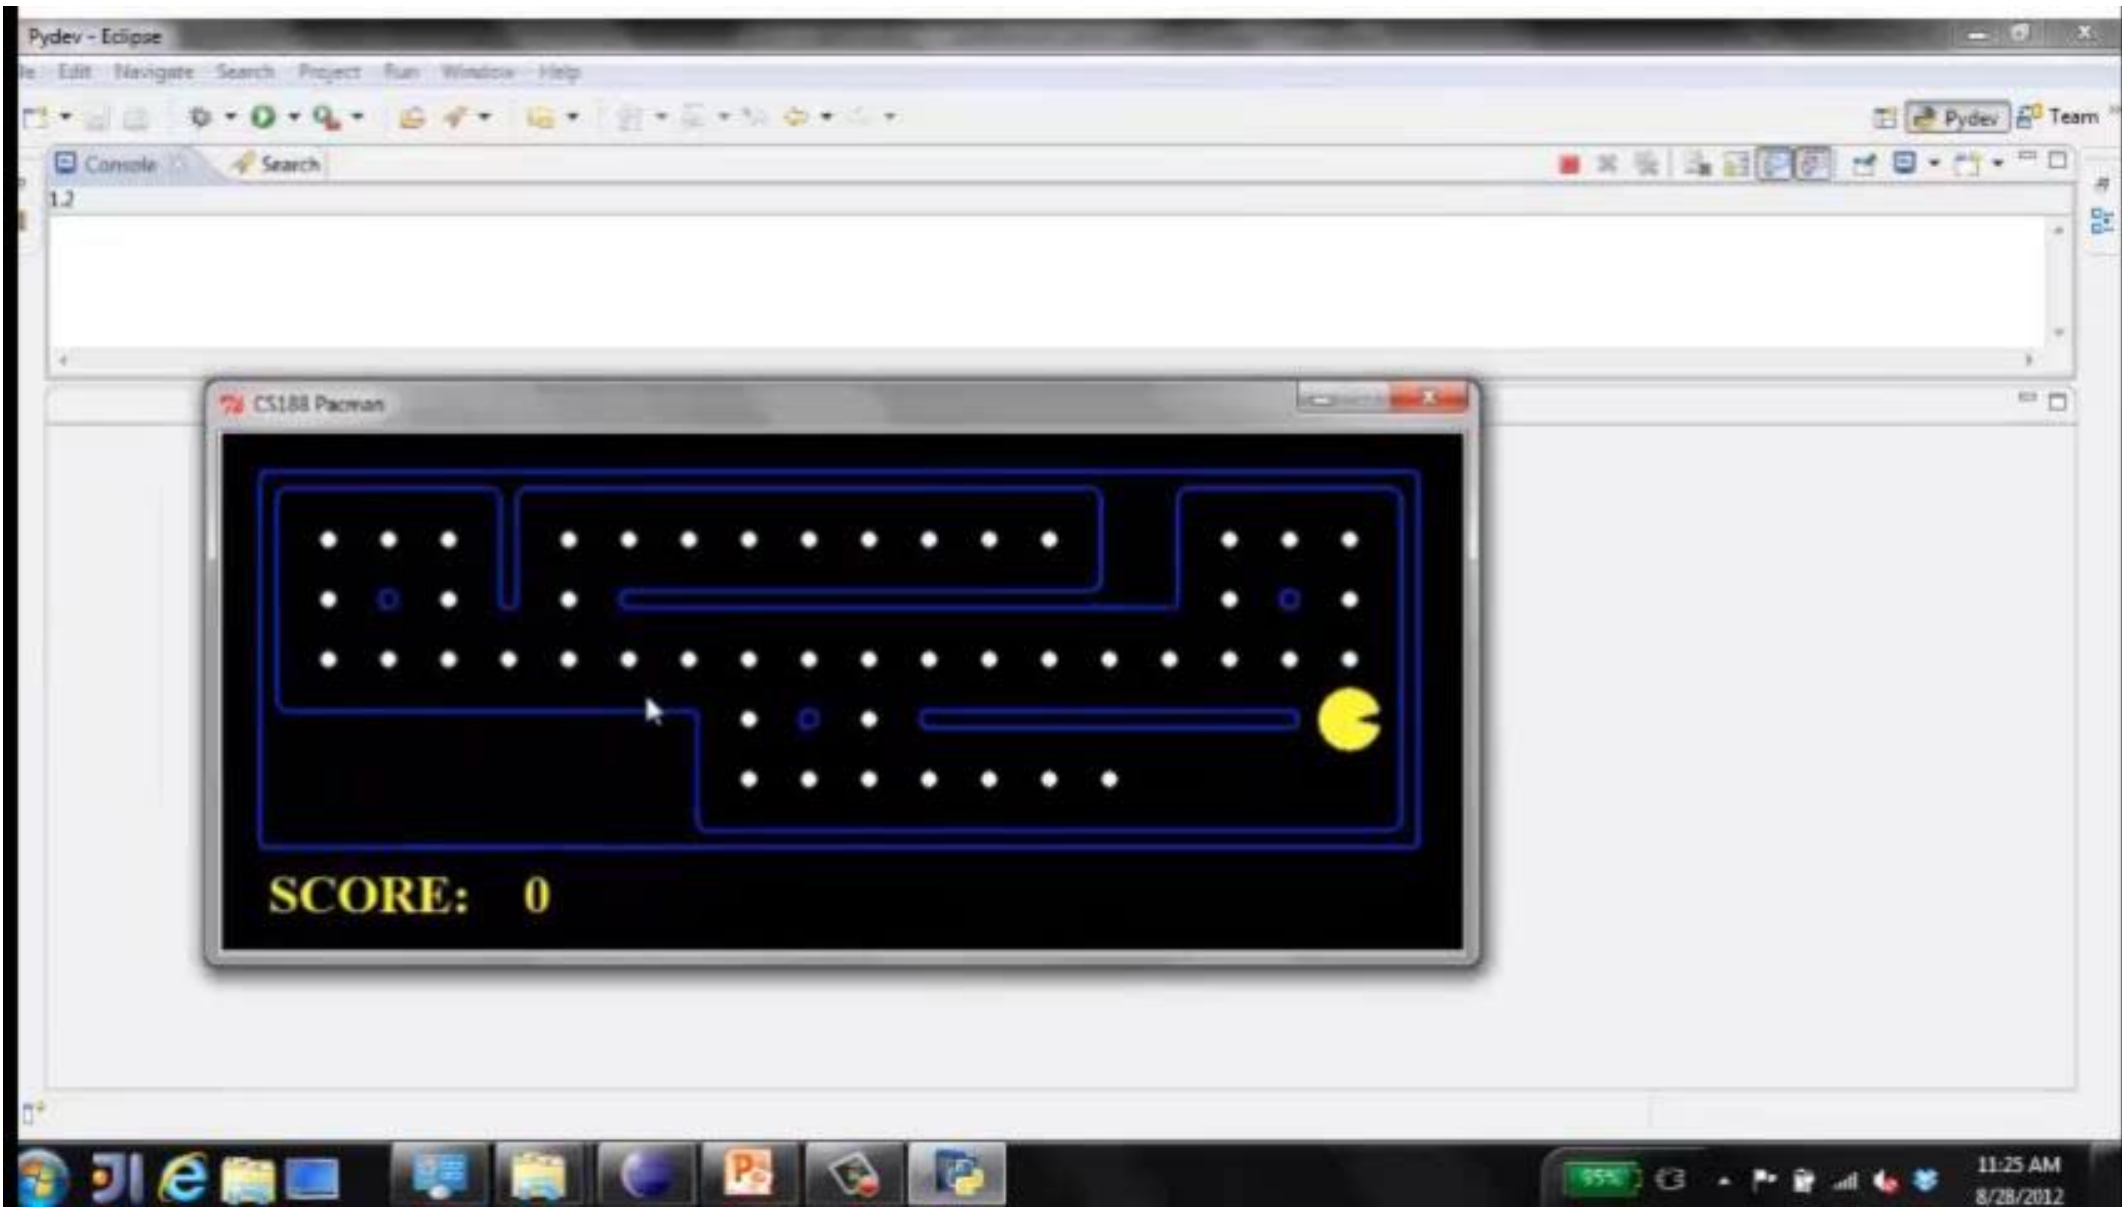 Pydev - Eclipse
Edit Navigate Search Project Run Window Help
Pydev Team
Console Search
1.2
CS188 Pacman
SCORE: 0
95%
11:25 AM
8/28/2012